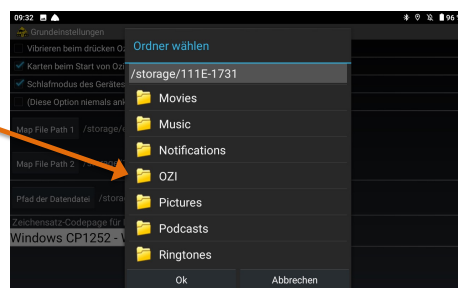 09:32
96
Grundeinstellungen
Vibrieren beim drücken Oz
Karten beim Start von Ozi
Schlafmodus des Gerätes
(Diese Option niemals anl
Map File Path 1 /storage/
Map File Path 2
Pfad der Datendatei /stora
Zeichensatz-Codepage für
Windows CP1252 -
Ordner wählen
/storage/111E-1731
Movies
Music
Notifications
OZI
Pictures
Podcasts
Ringtones
Ok Abbrechen